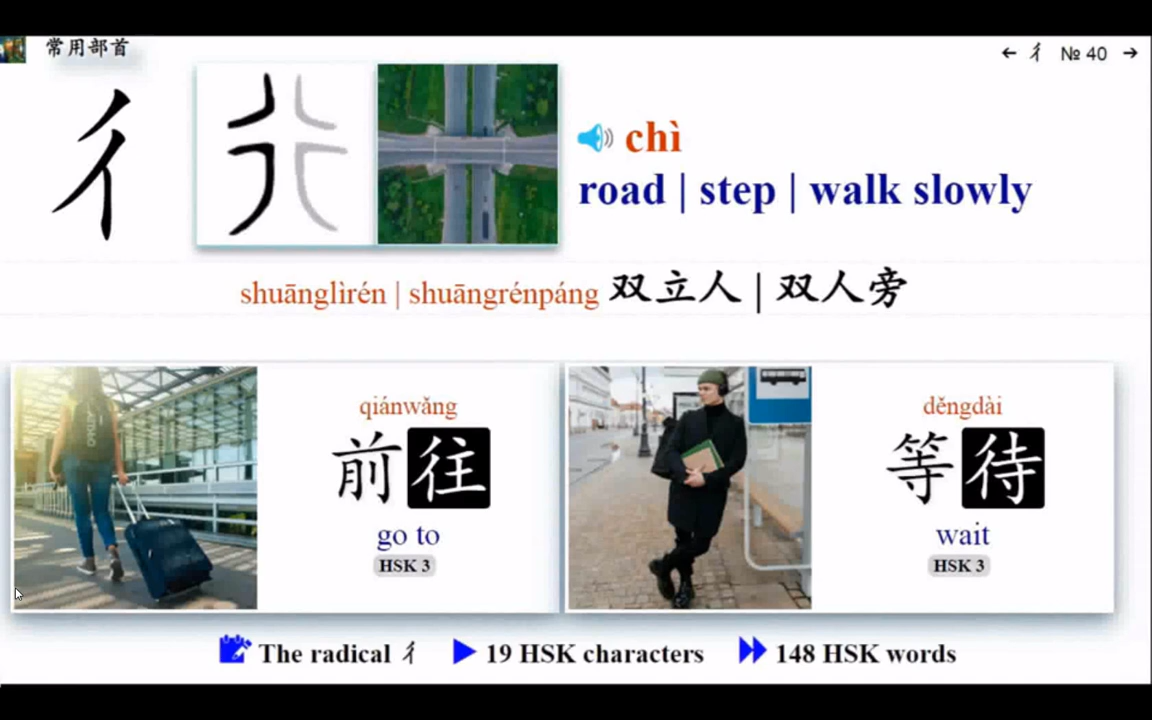 常用部首
← 彳 № 40 →
彳
chì
road | step | walk slowly
shuānglìrén | shuāngrénpáng 双立人 | 双人旁
qiánwǎng
前往
go to
HSK 3
děngdài
等待
wait
HSK 3
The radical 彳 19 HSK characters 148 HSK words